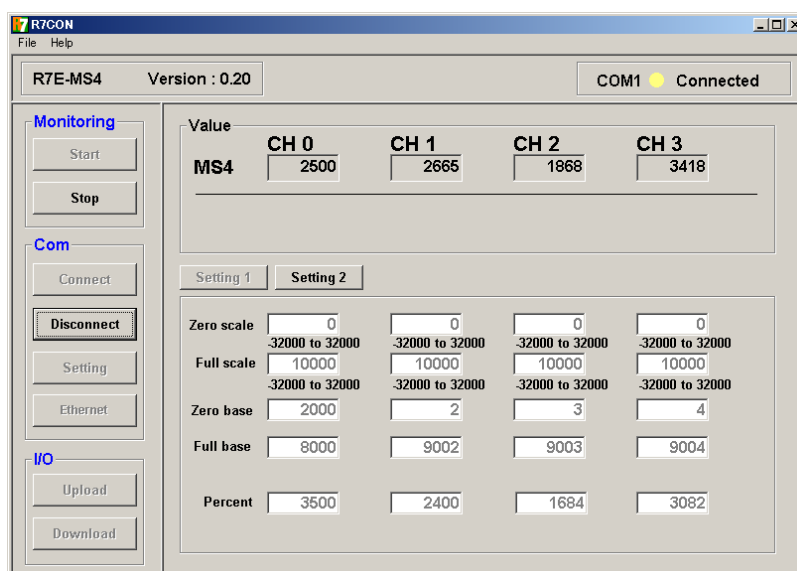 R7 R7CON
File Help
R7E-MS4 Version : 0.20
COM1 Connected
Monitoring
Start
Stop
Com
Connect
Disconnect
Setting
Ethernet
I/O
Upload
Download
Value
CH 0 CH 1 CH 2 CH 3
MS4 2500 2665 1868 3418
Setting 1 Setting 2
Zero scale 0 0 0 0
-32000 to 32000 -32000 to 32000 -32000 to 32000 -32000 to 32000
Full scale 10000 10000 10000 10000
-32000 to 32000 -32000 to 32000 -32000 to 32000 -32000 to 32000
Zero base 2000 2 3 4
Full base 8000 9002 9003 9004
Percent 3500 2400 1684 3082